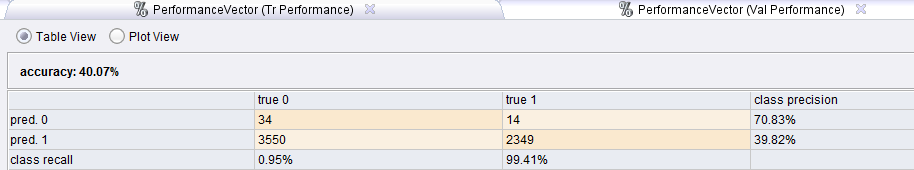 PerformanceVector (Tr Performance) PerformanceVector (Val Performance)
Table View Plot View
accuracy: 40.07%
true 0 true 1 class precision
pred. 0 34 14 70.83%
pred. 1 3550 2349 39.82%
class recall 0.95% 99.41%